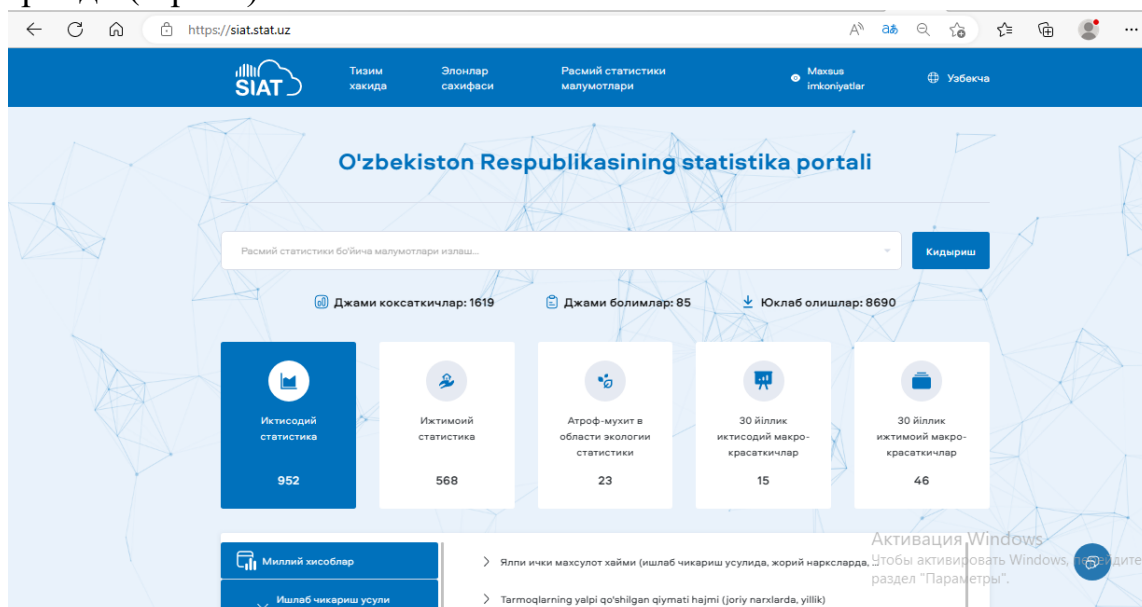 https://siat.stat.uz
SIAT
Тизим
хакида
Элонлар
сахифаси
Расмий статистики
малумотлари
Maxsus
imkoniyatlar
Узбекча
O'zbekiston Respublikasining statistika portali
Расмий статистики бо'йича малумотлари излаш...
Кидыриш
Джами коксаткичлар: 1619
Джами болимлар: 85
Юклаб олишлар: 8690
Иктисодий
статистика
952
Ижтимоий
статистика
568
Атроф-мухит в
области экологии
статистики
23
30 йиллик
иктисодий макро-
красаткичлар
15
30 йиллик
ижтимоий макро-
красаткичлар
46
Миллий хисоблар
Ишлаб чикариш усули
Ялпи ички махсулот хайми (ишлаб чикариш усулида, жорий нарксларда, ...
Tarmoqlarning yalpi qo'shilgan qiymati hajmi (joriy narxlarda, yillik)
Активация Windows
Чтобы активировать Windows, перейдите
раздел "Параметры".